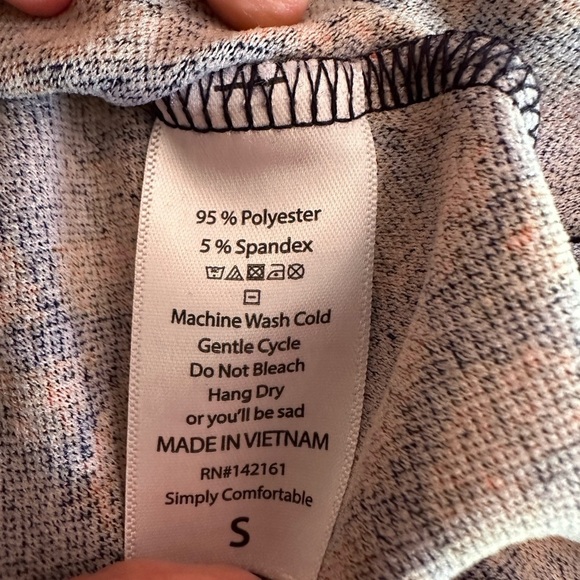 95 % Polyester
5 % Spandex
Machine Wash Cold
Gentle Cycle
Do Not Bleach
Hang Dry
or you'll be sad
MADE IN VIETNAM
RN#142161
Simply Comfortable
S